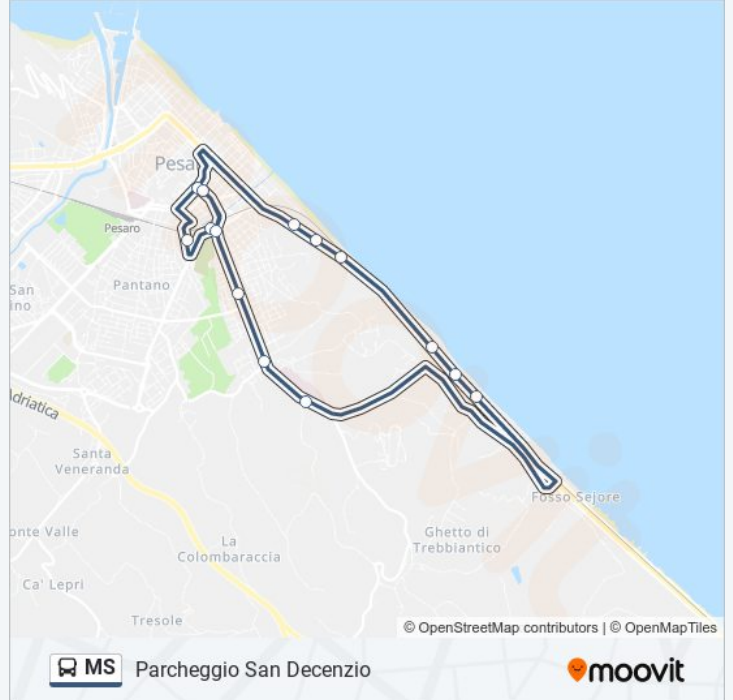 Pesa
Pesaro
San
ino
Pantano
Adriatica
Santa
Veneranda
Fosso Sejore
onte Valle
La
Colombaraccia
Ghetto di
Trebbiantico
Ca' Lepri
Tresole
© OpenStreetMap contributors | © OpenMapTiles
MS Parcheggio San Decenzio
moovit